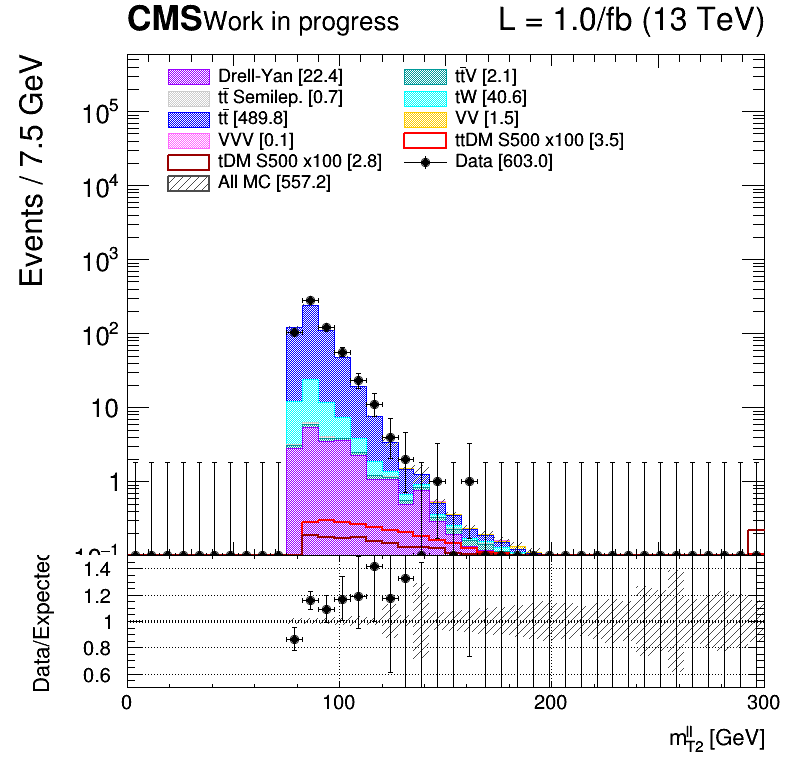 CMS Work in progress L = 1.0/fb (13 TeV)
Events / 7.5 GeV
Drell-Yan [22.4]
tt̄V [2.1]
tt̄ Semilep. [0.7]
tW [40.6]
tt̄ [489.8]
VV [1.5]
VVV [0.1]
ttDM S500 x100 [3.5]
tDM S500 x100 [2.8]
Data [603.0]
All MC [557.2]
10⁵
10⁴
10³
10²
10
1
10⁻¹
Data/Expected
1.4
1.2
1
0.8
0.6
0 100 200 300
m_T2^ll [GeV]